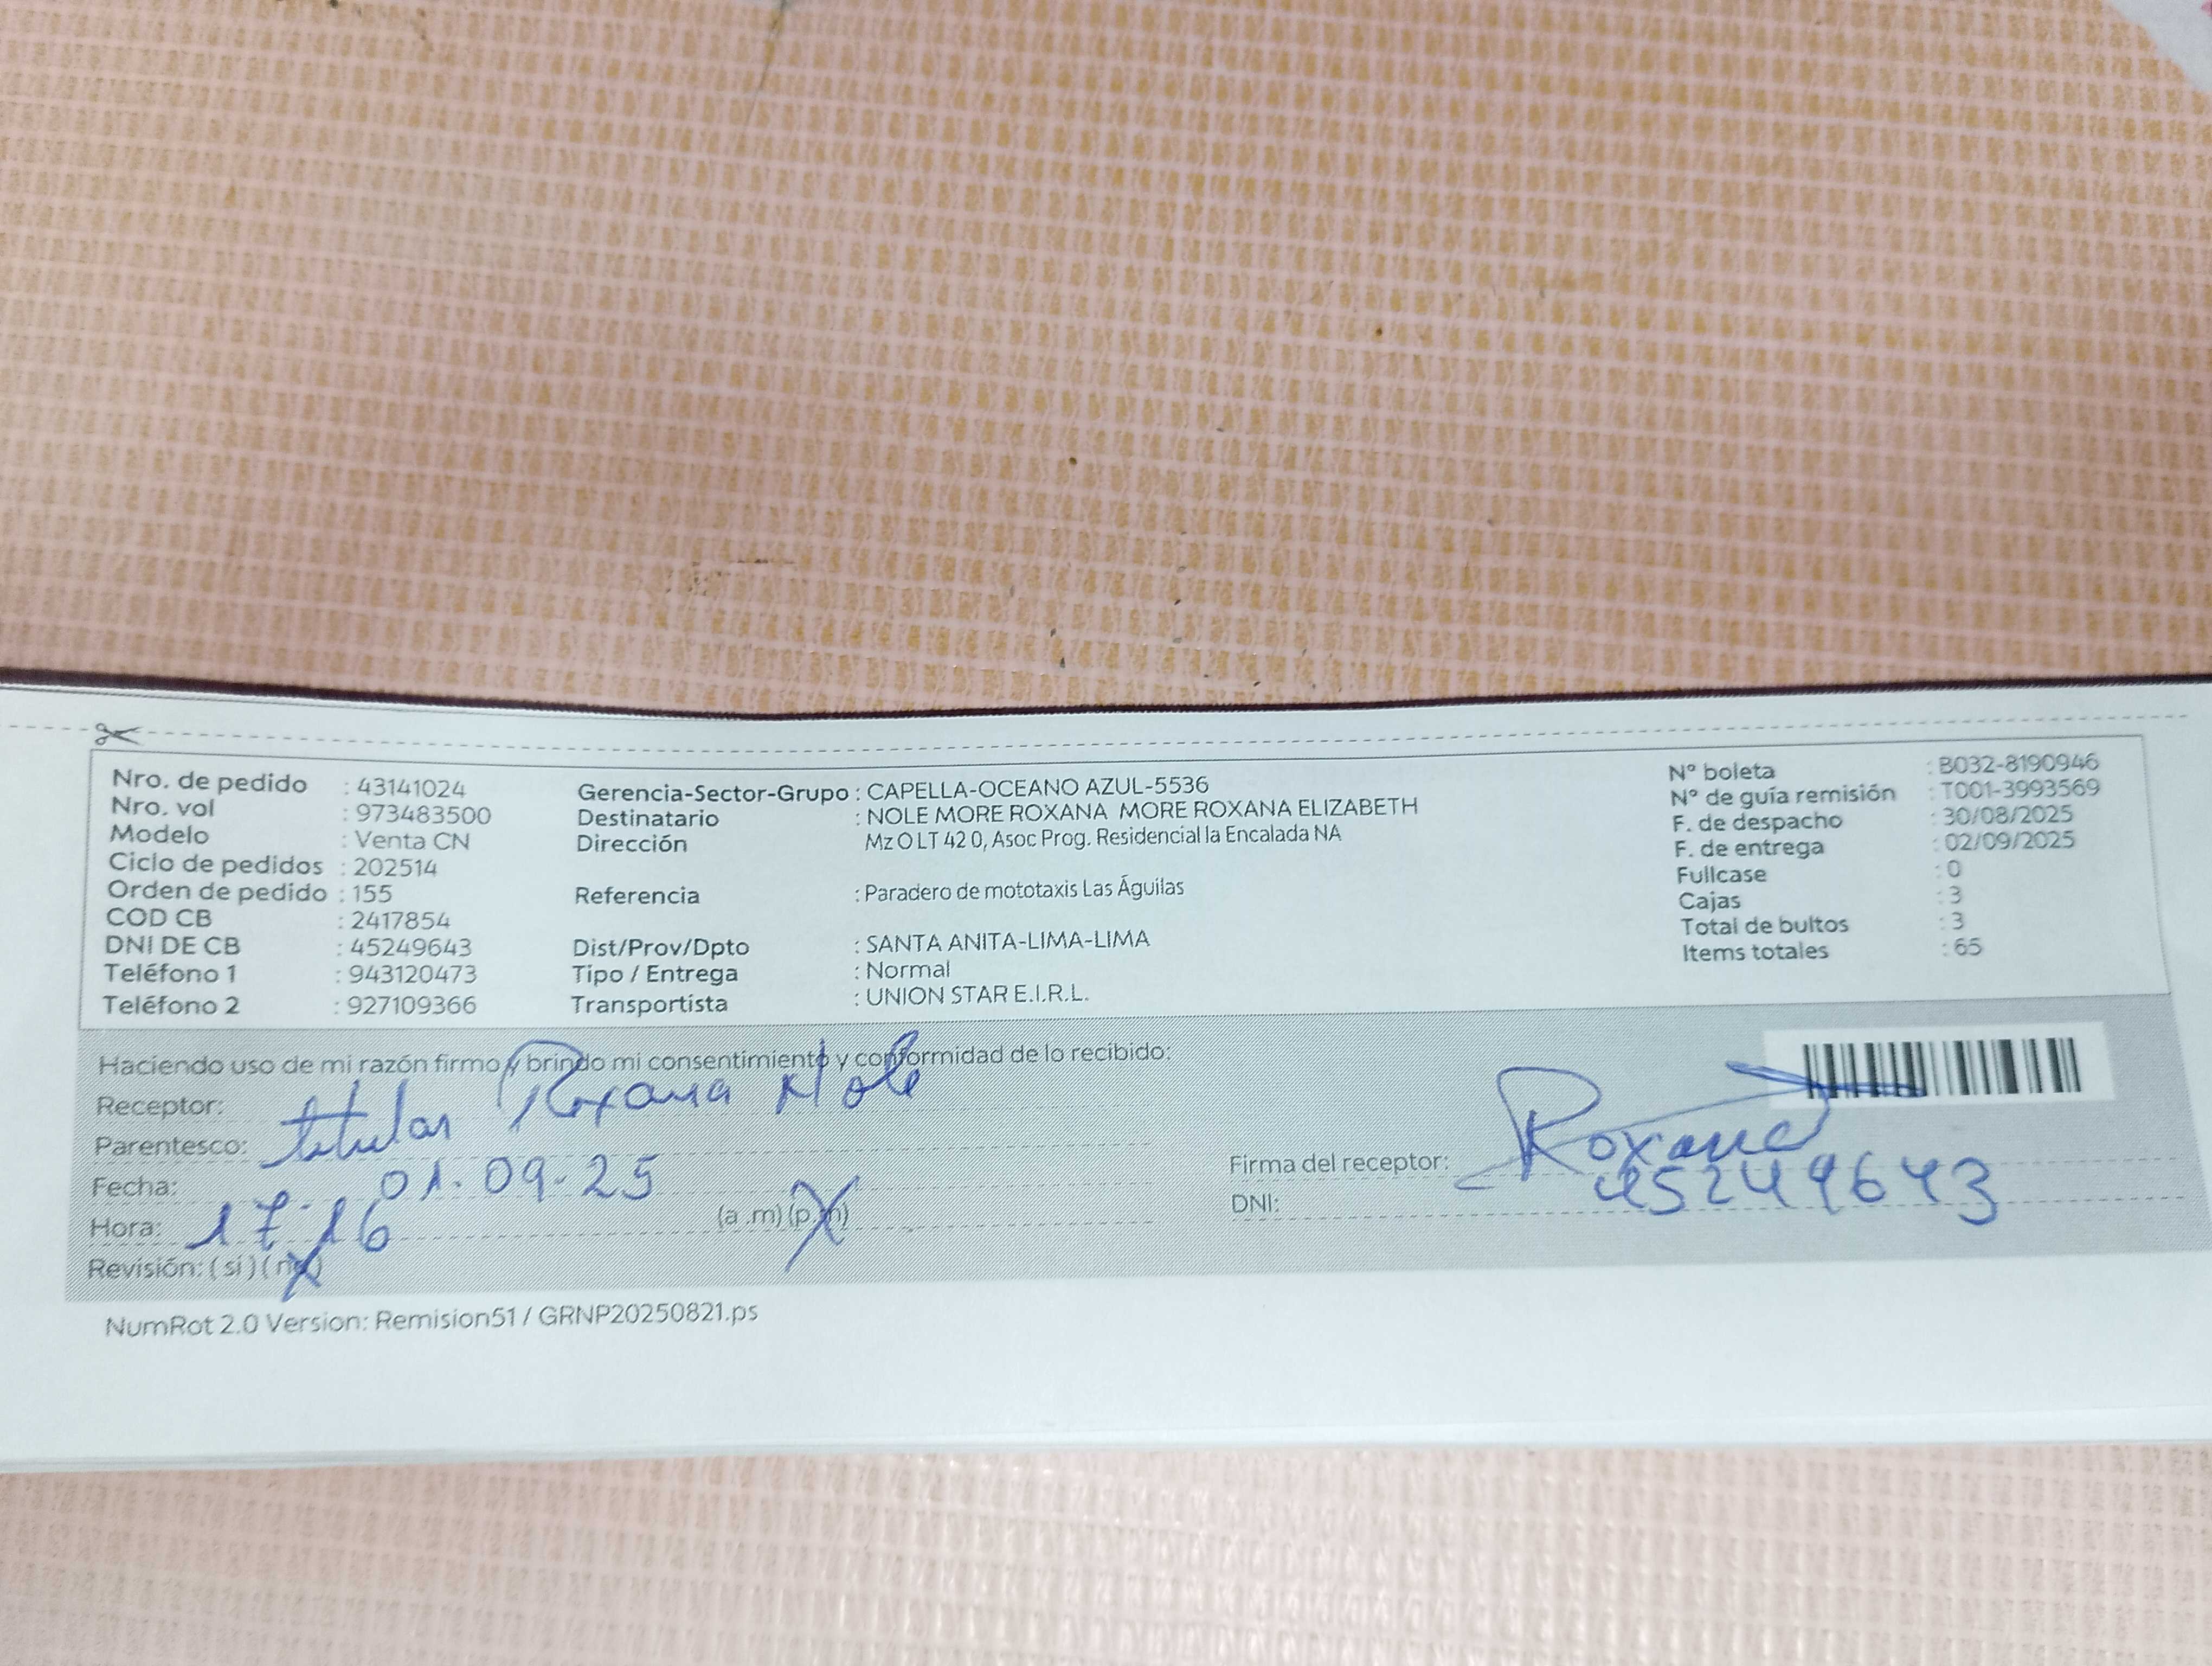 Nro. de pedido : 43141024
Nro. vol : 973483500
Modelo : Venta CN
Ciclo de pedidos : 202514
Orden de pedido : 155
COD CB : 2417854
DNI DE CB : 45249643
Teléfono 1 : 943120473
Teléfono 2 : 927109366
Gerencia-Sector-Grupo : CAPELLA-OCEANO AZUL-5536
Destinatario : NOLE MORE ROXANA MORE ROXANA ELIZABETH
Dirección Mz O LT 42 0, Asoc Prog. Residencial la Encalada NA
Referencia : Paradero de mototaxis Las Águilas
Dist/Prov/Dpto : SANTA ANITA-LIMA-LIMA
Tipo / Entrega : Normal
Transportista : UNION STAR E.I.R.L.
N° boleta : B032-8190946
N° de guía remisión : T001-3993569
F. de despacho : 30/08/2025
F. de entrega : 02/09/2025
Fullcase : 0
Cajas : 3
Total de bultos : 3
Items totales : 65
Haciendo uso de mi razón firmo y brindo mi consentimiento y conformidad de lo recibido:
Receptor: Roxana Nole
Parentesco: titular
Fecha: 01.09.25
Hora: 17:16 (a .m) (p.m)
Revisión: ( si ) ( no )
Firma del receptor: Roxana
DNI: 45249643
NumRot 2.0 Version: Remision51 / GRNP20250821.ps